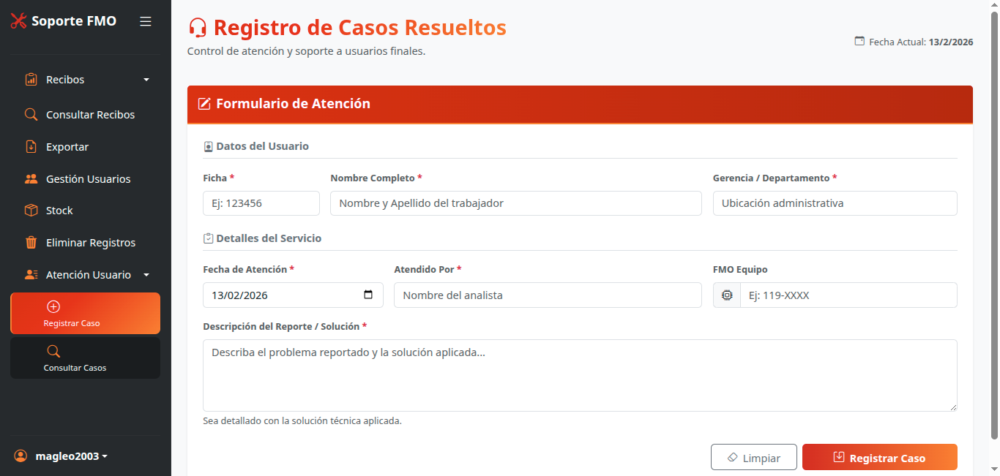 Soporte FMO
Recibos
Consultar Recibos
Exportar
Gestión Usuarios
Stock
Eliminar Registros
Atención Usuario
Registrar Caso
Consultar Casos
magleo2003
Registro de Casos Resueltos
Control de atención y soporte a usuarios finales.
Fecha Actual: 13/2/2026
Formulario de Atención
Datos del Usuario
Ficha *
Nombre Completo *
Gerencia / Departamento *
Ej: 123456
Nombre y Apellido del trabajador
Ubicación administrativa
Detalles del Servicio
Fecha de Atención *
Atendido Por *
FMO Equipo
13/02/2026
Nombre del analista
Ej: 119-XXXX
Descripción del Reporte / Solución *
Describa el problema reportado y la solución aplicada...
Sea detallado con la solución técnica aplicada.
Limpiar
Registrar Caso